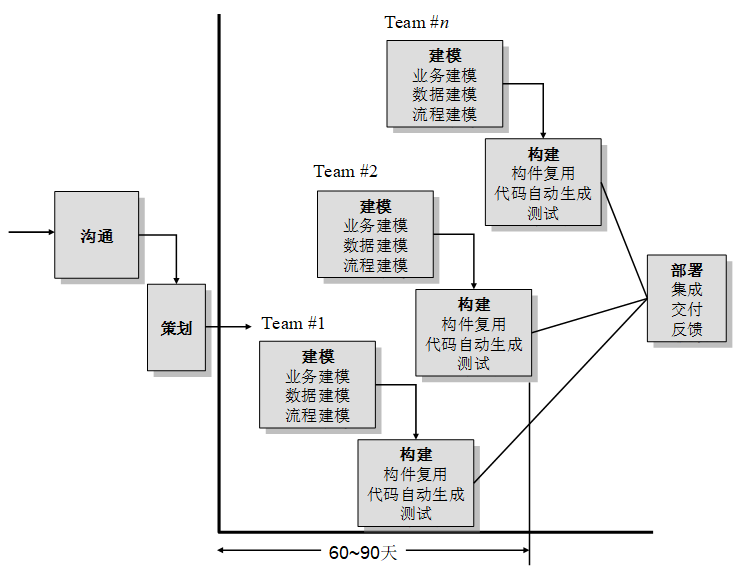 Team #n
建模
业务建模
数据建模
流程建模
构建
构件复用
代码自动生成
测试
Team #2
建模
业务建模
数据建模
流程建模
构建
构件复用
代码自动生成
测试
沟通
策划
Team #1
建模
业务建模
数据建模
流程建模
构建
构件复用
代码自动生成
测试
部署
集成
交付
反馈
60~90天